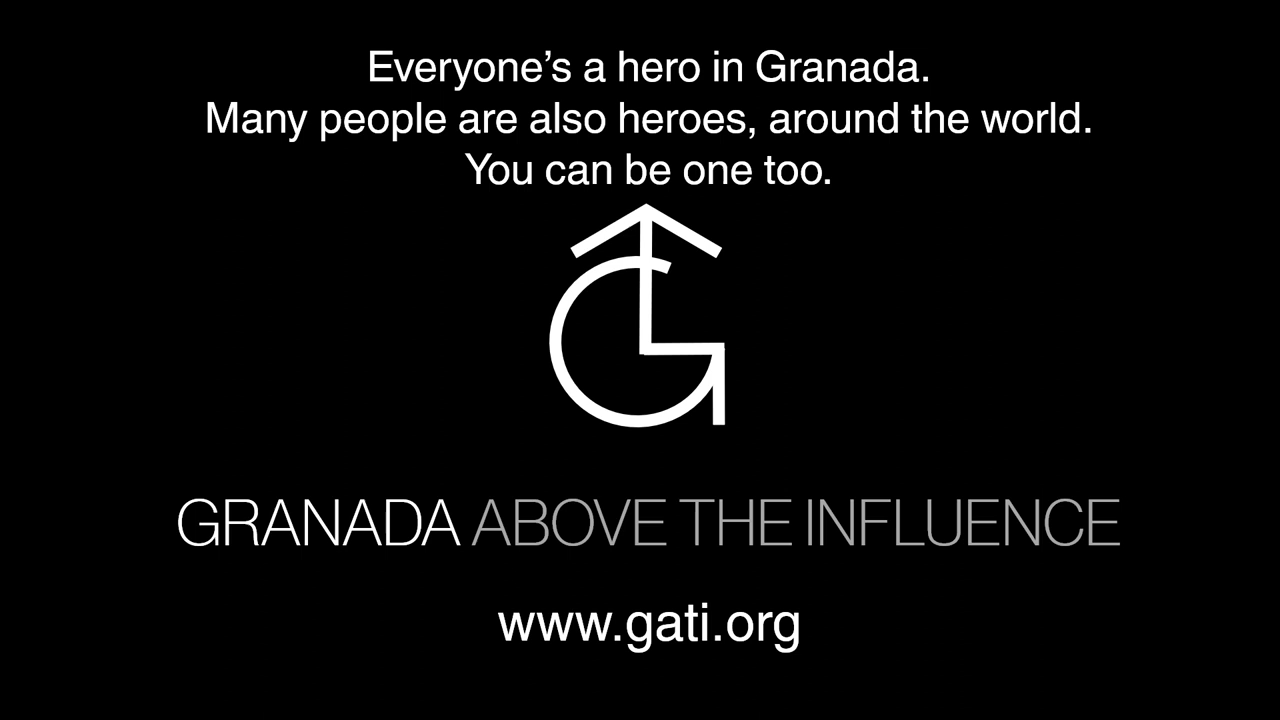 Everyone’s a hero in Granada.
Many people are also heroes, around the world.
You can be one too.
GRANADA ABOVE THE INFLUENCE
www.gati.org